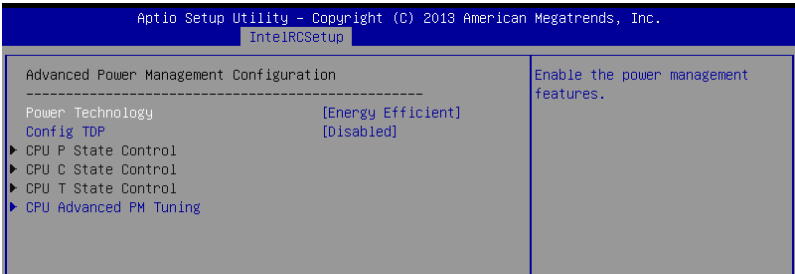 Aptio Setup Utility – Copyright (C) 2013 American Megatrends, Inc.
IntelRCSetup
Advanced Power Management Configuration
--------------------------------------------------
Power Technology [Energy Efficient]
Config TDP [Disabled]
CPU P State Control
CPU C State Control
CPU T State Control
CPU Advanced PM Tuning
Enable the power management
features.